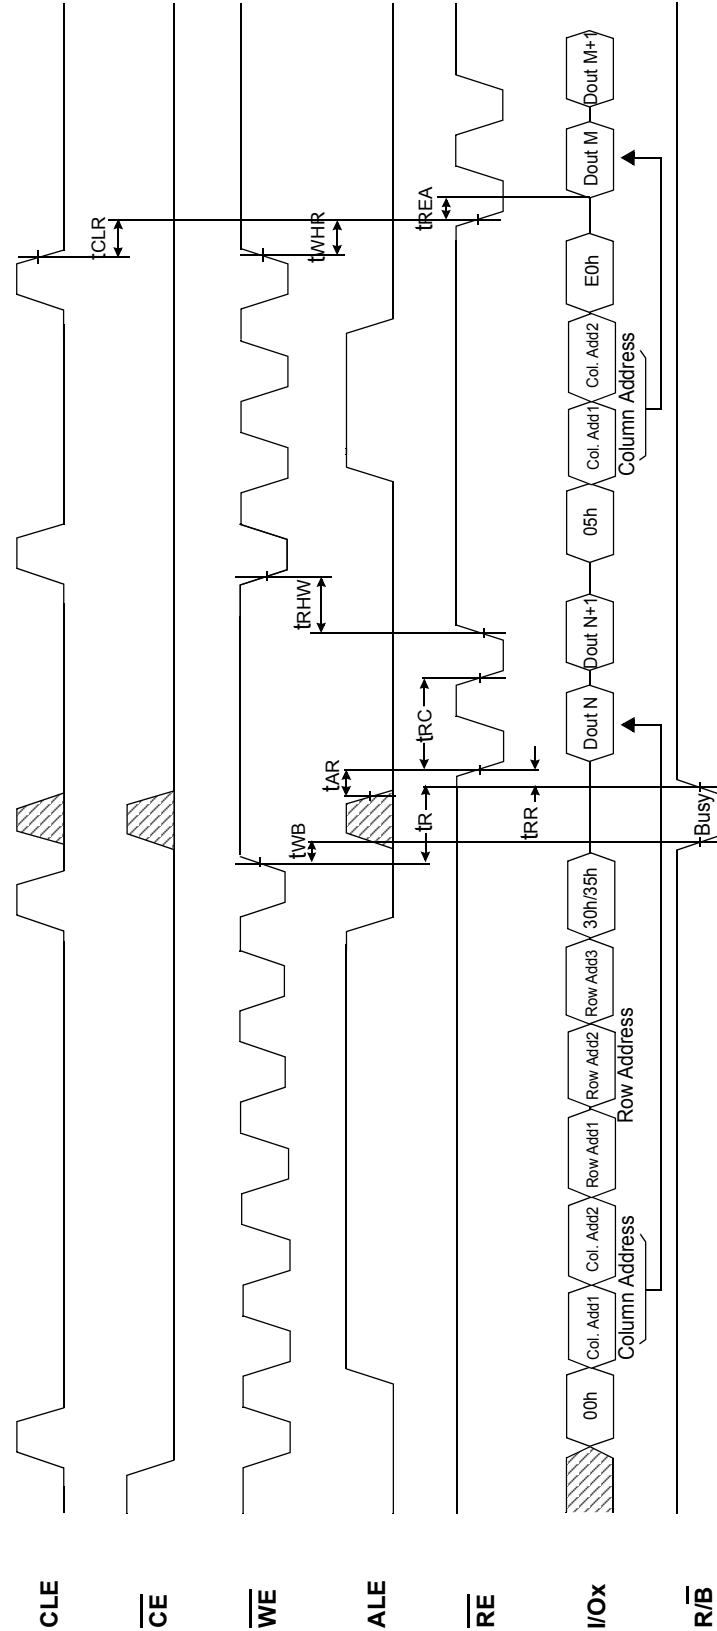 CLE
tCLR
CE
WE
tWB
tRHW
tWHR
ALE
tAR
RE
tR
tRC
tREA
tRR
I/Ox
00h
Col. Add1
Col. Add2
Row Add1
Row Add2
Row Add3
30h/35h
Dout N
Dout N+1
05h
Col. Add1
Col. Add2
E0h
Dout M
Dout M+1
Column Address
Row Address
Column Address
R/B
Busy